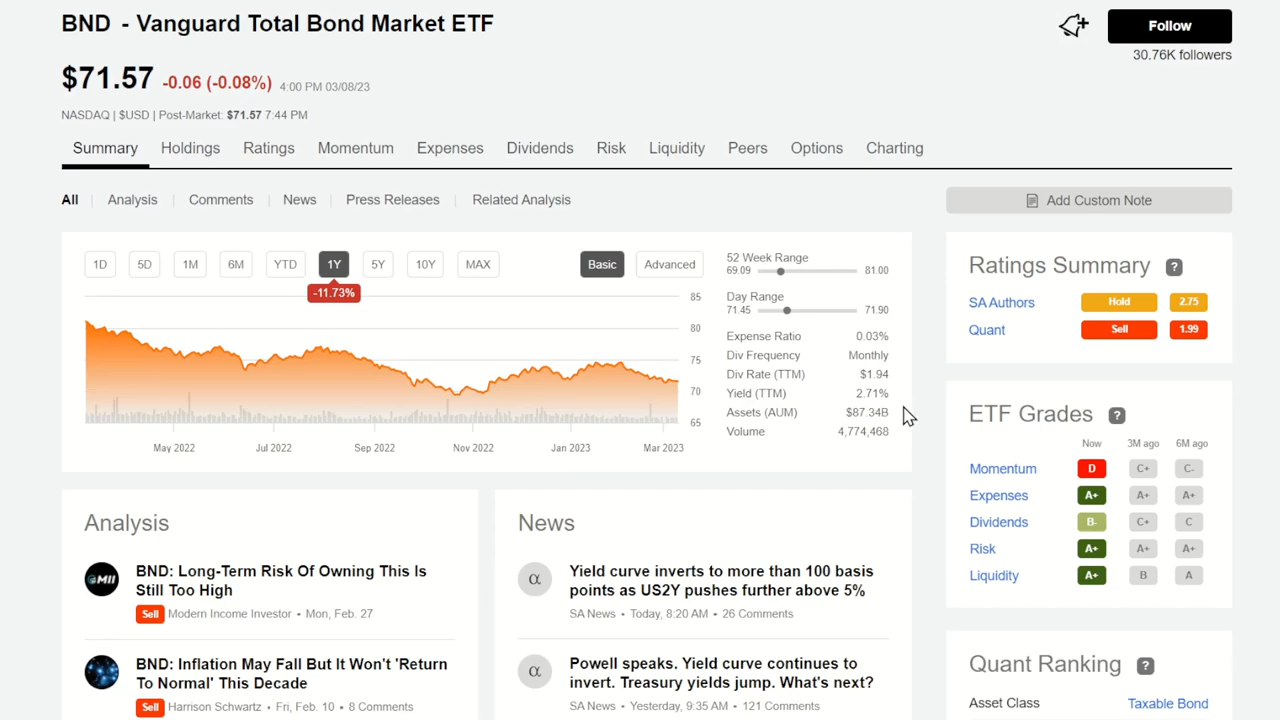 BND - Vanguard Total Bond Market ETF
Follow
30.76K followers
$71.57 -0.06 (-0.08%) 4:00 PM 03/08/23
NASDAQ | $USD | Post-Market: $71.57 7:44 PM
Summary Holdings Ratings Momentum Expenses Dividends Risk Liquidity Peers Options Charting
All | Analysis | Comments | News | Press Releases | Related Analysis
Add Custom Note
1D 5D 1M 6M YTD 1Y 5Y 10Y MAX Basic Advanced
-11.73%
85
80
75
70
65
May 2022 Jul 2022 Sep 2022 Nov 2022 Jan 2023 Mar 2023
52 Week Range
69.09 81.00
Day Range
71.45 71.90
Expense Ratio 0.03%
Div Frequency Monthly
Div Rate (TTM) $1.94
Yield (TTM) 2.71%
Assets (AUM) $87.34B
Volume 4,774,468
Ratings Summary ?
SA Authors Hold 2.75
Quant Sell 1.99
ETF Grades ?
Now 3M ago 6M ago
Momentum D C+ C-
Expenses A+ A+ A+
Dividends B- C+ C
Risk A+ A+ A+
Liquidity A+ B A
Quant Ranking ?
Asset Class Taxable Bond
Analysis
MII
BND: Long-Term Risk Of Owning This Is
Still Too High
Sell Modern Income Investor • Mon, Feb. 27
BND: Inflation May Fall But It Won't 'Return
To Normal' This Decade
Sell Harrison Schwartz • Fri, Feb. 10 • 8 Comments
News
α
Yield curve inverts to more than 100 basis
points as US2Y pushes further above 5%
SA News • Today, 8:20 AM • 26 Comments
α
Powell speaks. Yield curve continues to
invert. Treasury yields jump. What's next?
SA News • Yesterday, 9:35 AM • 121 Comments